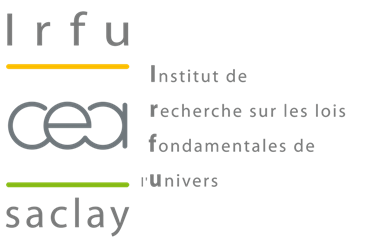 Irfu
cea
saclay
Institut de
recherche sur les lois
fondamentales de
l'univers